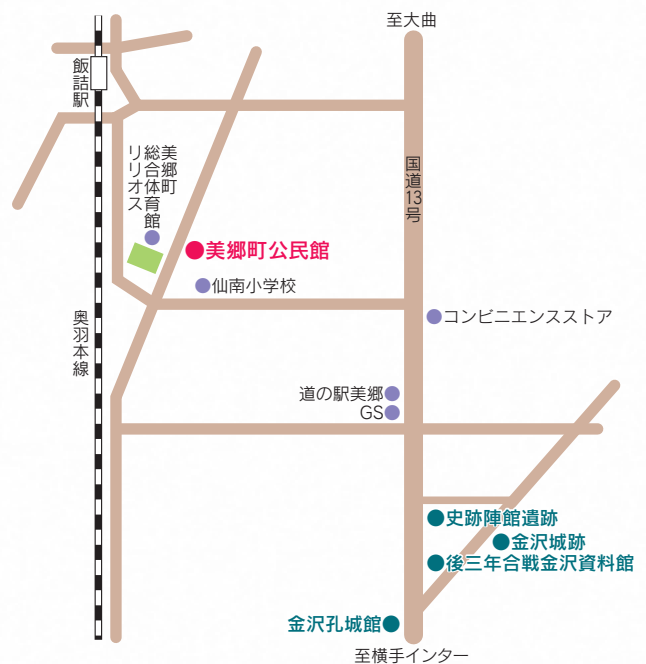 至大曲
飯詰駅
国道13号
美郷町
総合体育館
リリオス
美郷町公民館
仙南小学校
奥羽本線
コンビニエンスストア
道の駅美郷
GS
史跡陣館遺跡
金沢城跡
後三年合戦金沢資料館
金沢孔城館
至横手インター